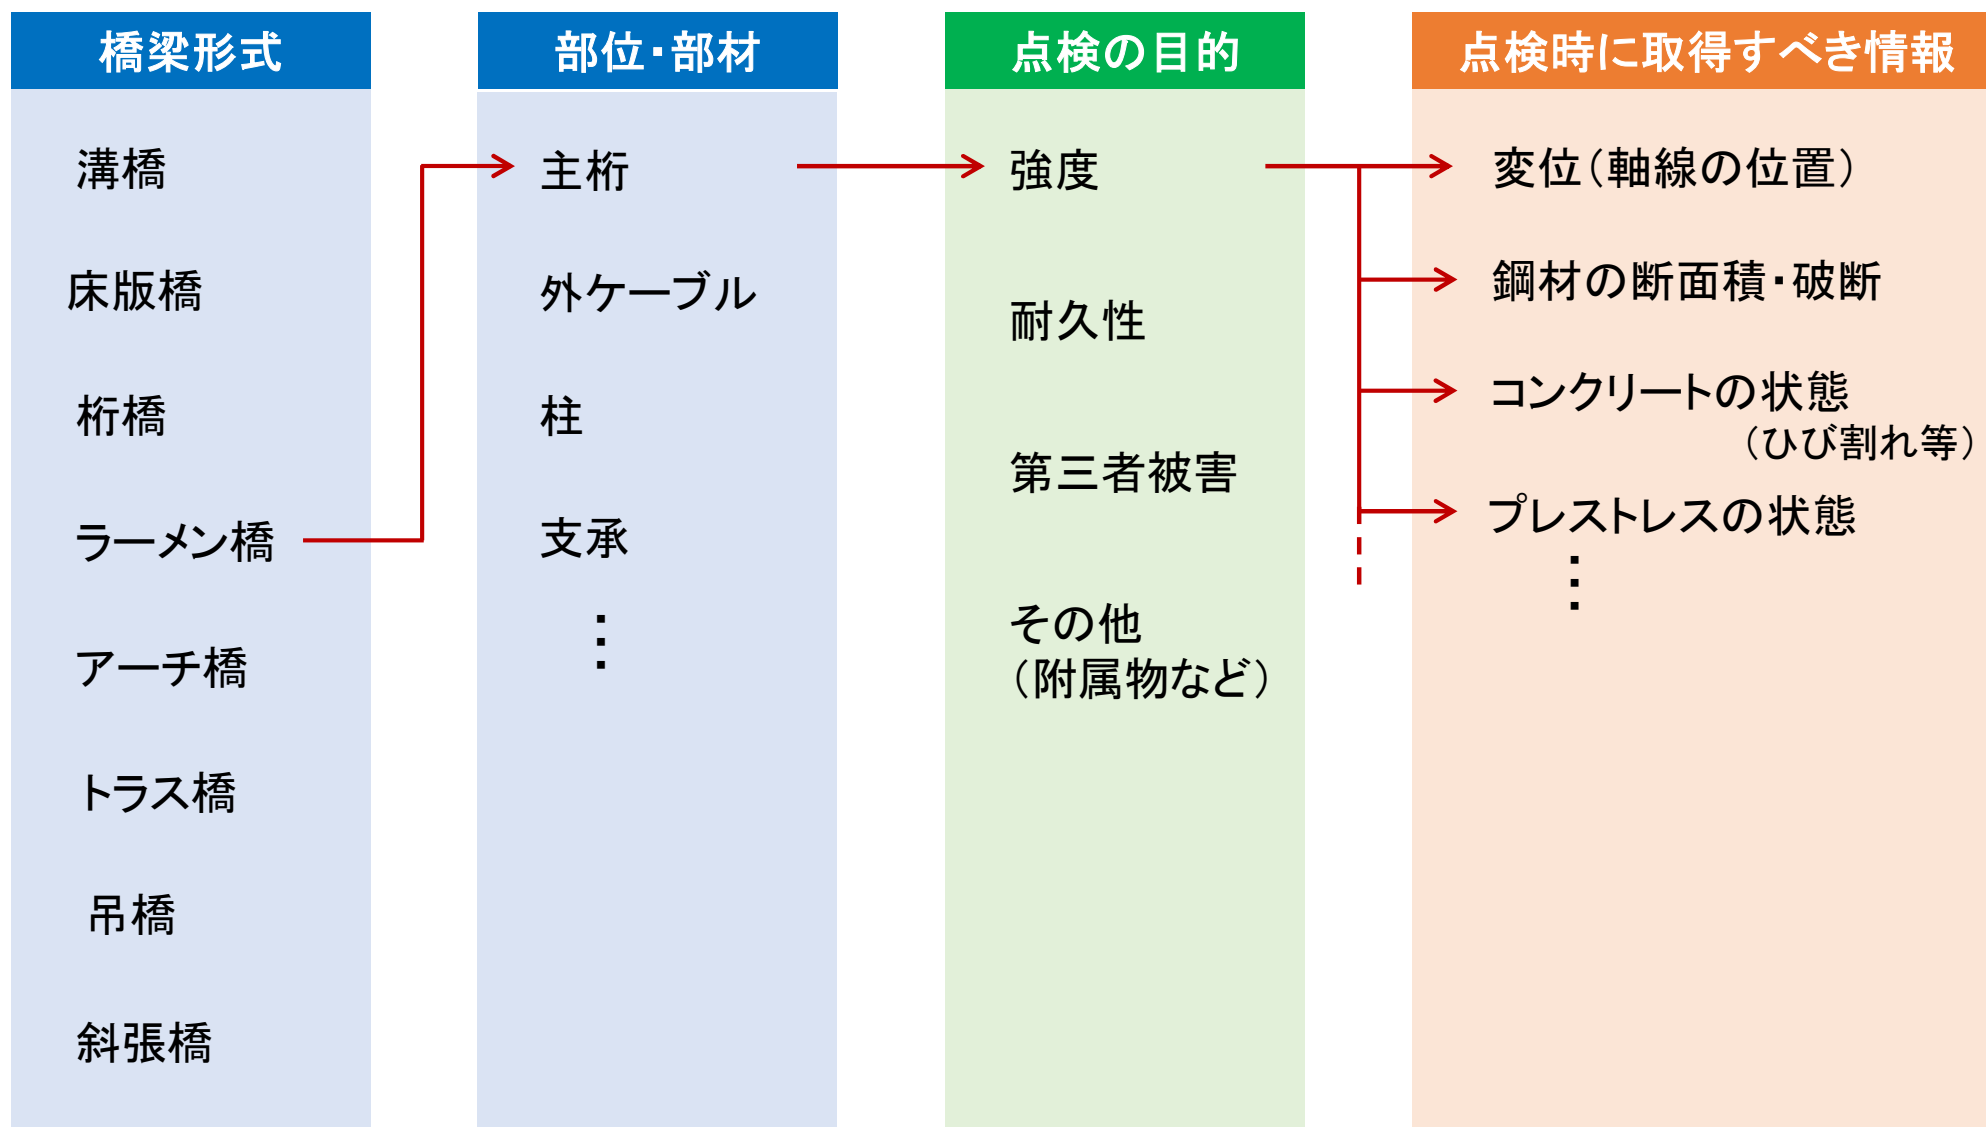 橋梁形式
溝橋
床版橋
桁橋
ラーメン橋
アーチ橋
トラス橋
吊橋
斜張橋
部位・部材
主桁
外ケーブル
柱
支承
⋮
点検の目的
強度
耐久性
第三者被害
その他
（附属物など）
点検時に取得すべき情報
変位（軸線の位置）
鋼材の断面積・破断
コンクリートの状態
（ひび割れ等）
プレストレスの状態
⋮